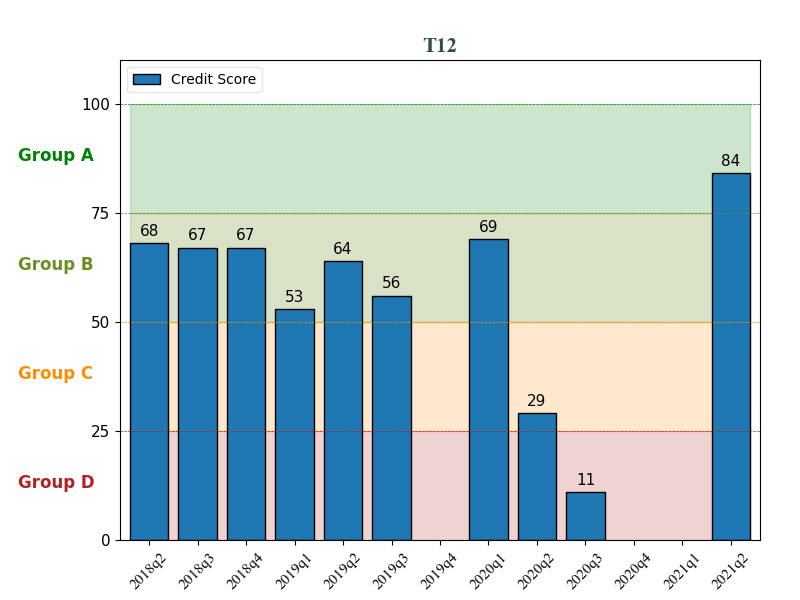 T12
Credit Score
100
Group A
84
75
68
67
67
69
64
Group B
56
53
50
Group C
29
25
11
Group D
0
2018q2
2018q3
2018q4
2019q1
2019q2
2019q3
2019q4
2020q1
2020q2
2020q3
2020q4
2021q1
2021q2